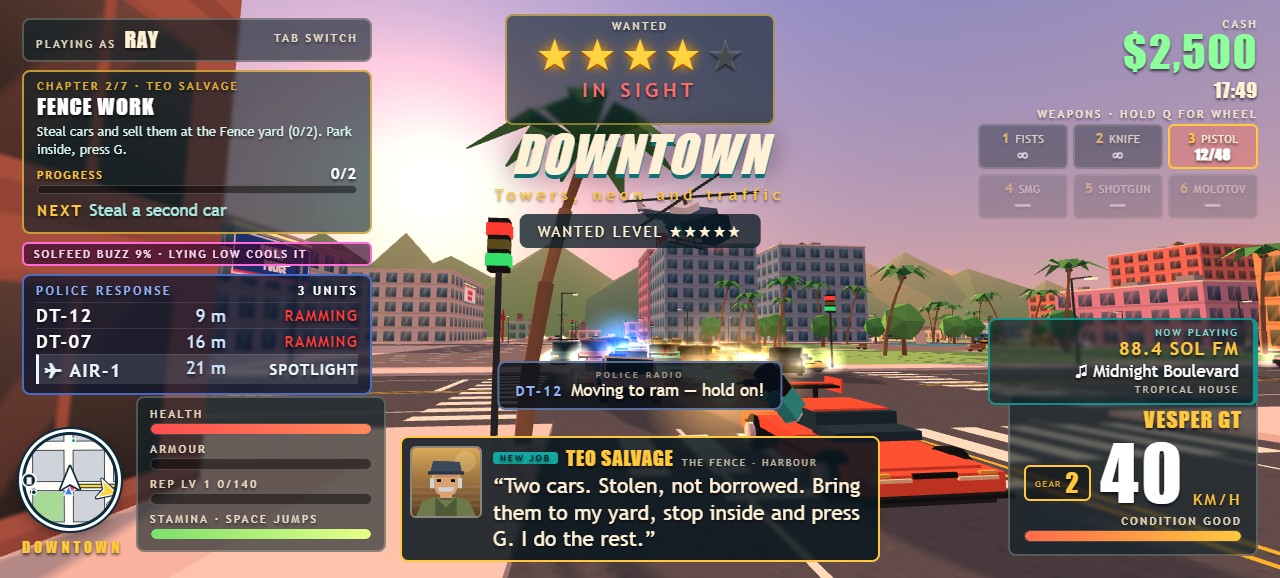 PLAYING AS RAY TAB SWITCH
CHAPTER 2/7 · TEO SALVAGE
FENCE WORK
Steal cars and sell them at the Fence yard (0/2). Park
inside, press G.
PROGRESS 0/2
NEXT Steal a second car
SOLFEED BUZZ 9% · LYING LOW COOLS IT
POLICE
POLICE RESPONSE 3 UNITS
DT-12 9 m RAMMING
DT-07 16 m RAMMING
AIR-1 21 m SPOTLIGHT
HEALTH
ARMOUR
REP LV 1 0/140
STAMINA · SPACE JUMPS
DOWNTOWN
WANTED
★★★★★
IN SIGHT
DOWNTOWN
Towers, neon and traffic
WANTED LEVEL ★★★★★
POLICE RADIO
DT-12 Moving to ram — hold on!
NEW JOB TEO SALVAGE THE FENCE · HARBOUR
“Two cars. Stolen, not borrowed. Bring
them to my yard, stop inside and press
G. I do the rest.”
CASH
$2,500
17:49
WEAPONS · HOLD Q FOR WHEEL
1 FISTS ∞
2 KNIFE ∞
3 PISTOL 12/48
4 SMG —
5 SHOTGUN —
6 MOLOTOV —
NOW PLAYING
88.4 SOL FM
♫ Midnight Boulevard
TROPICAL HOUSE
VESPER GT
GEAR 2 40 KM/H
CONDITION GOOD